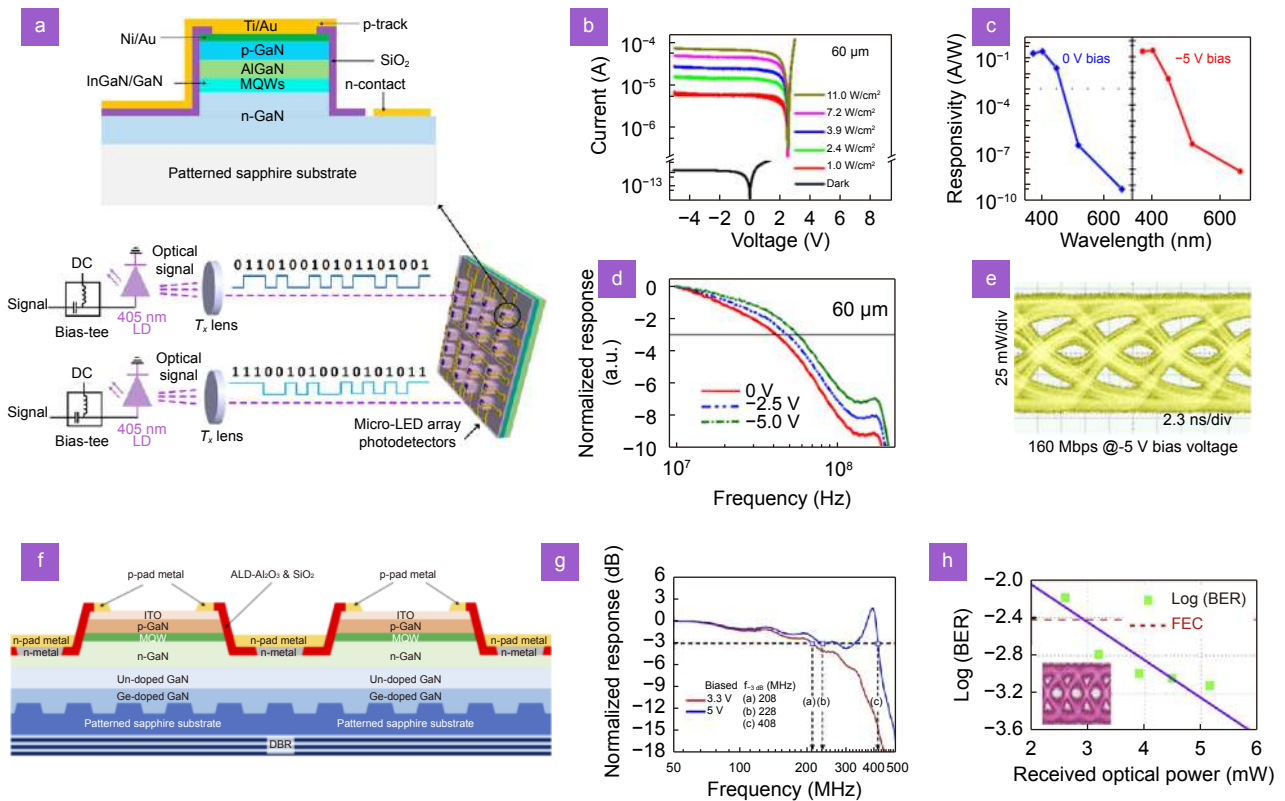 a
Ti/Au
p-track
Ni/Au
p-GaN
SiO₂
AlGaN
InGaN/GaN
MQWs
n-contact
n-GaN
Patterned sapphire substrate
DC
Optical
signal
0110100101011010010
Signal
Bias-tee
405 nm
LD
Tₓ lens
DC
Optical
signal
1110010101001010101011
Signal
Bias-tee
405 nm
LD
Tₓ lens
Micro-LED array
photodetectors
b
Current (A)
10⁻⁴
10⁻⁵
10⁻⁶
10⁻¹³
60 μm
11.0 W/cm²
7.2 W/cm²
3.9 W/cm²
2.4 W/cm²
1.0 W/cm²
Dark
−4 −2 0 2 4 6 8
Voltage (V)
c
Responsivity (A/W)
10⁻¹
10⁻⁴
10⁻⁷
10⁻¹⁰
0 V bias
−5 V bias
400 600 400 600
Wavelength (nm)
d
Normalized response
(a.u.)
0
−2
−4
−6
−8
−10
60 μm
0 V
−2.5 V
−5.0 V
10⁷ 10⁸
Frequency (Hz)
e
25 mW/div
2.3 ns/div
160 Mbps @-5 V bias voltage
f
p-pad metal
ALD-Al₂O₃ & SiO₂
p-pad metal
ITO
ITO
p-GaN
p-GaN
n-pad metal
MQW
n-pad metal
MQW
n-pad metal
n-metal
n-GaN
n-metal
n-GaN
n-metal
Un-doped GaN
Un-doped GaN
Ge-doped GaN
Ge-doped GaN
Patterned sapphire substrate
Patterned sapphire substrate
DBR
g
Normalized response (dB)
6
3
0
−3
−6
−9
−12
−15
−18
Biased f₋₃ dB (MHz)
3.3 V (a) 208
5 V (b) 228
(c) 408
(a) (b) (c)
50 100 200 300 400 500
Frequency (MHz)
h
Log (BER)
−2.0
−2.4
−2.8
−3.2
−3.6
Log (BER)
FEC
2 3 4 5 6
Received optical power (mW)